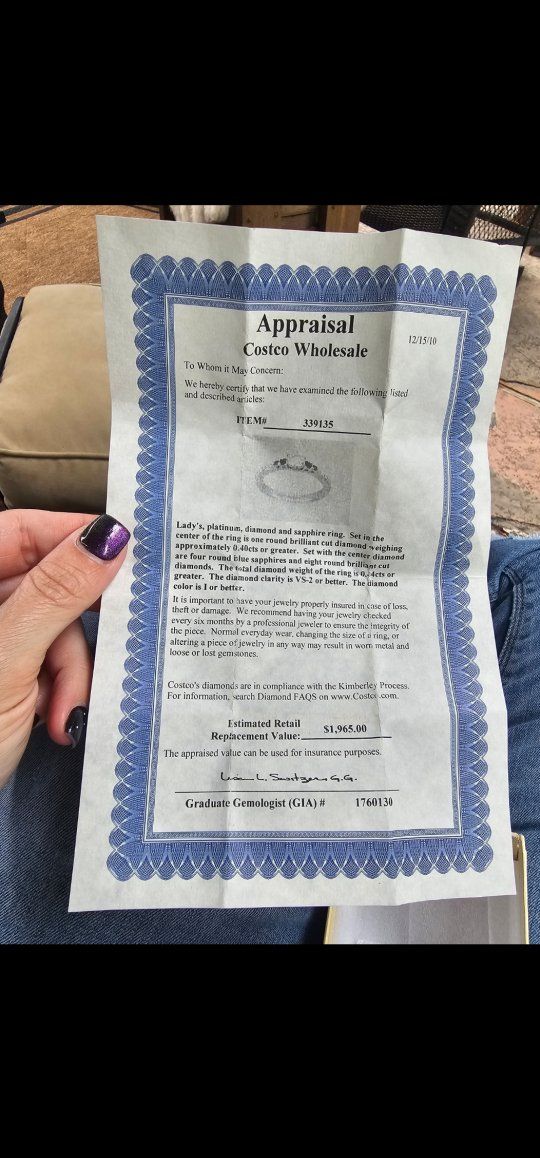 Appraisal
12/15/10
Costco Wholesale
To Whom it May Concern:
We hereby certify that we have examined the following listed
and described articles:
ITEM# 339135
Lady's, platinum, diamond and sapphire ring. Set in the
center of the ring is one round brilliant cut diamond weighing
approximately 0.40cts or greater. Set with the center diamond
are four round blue sapphires and eight round brilliant cut
diamonds. The total diamond weight of the ring is or
greater. The diamond clarity is VS-2 or better. The diamond
color is I or better.
It is important to have your jewelry properly insured in case of loss,
theft or damage. We recommend having your jewelry checked
every six months by a professional jeweler to ensure the integrity of
the piece. Normal everyday wear, changing the size of a ring, or
altering a piece of jewelry in any way may result in worn metal and
loose or lost gemstones.
Costco's diamonds are in compliance with the Kimberley Process.
For information, search Diamond FAQS on www.Costco.com.
Estimated Retail
Replacement Value: $1,965.00
The appraised value can be used for insurance purposes.
L. G.G.
Graduate Gemologist (GIA) # 1760130